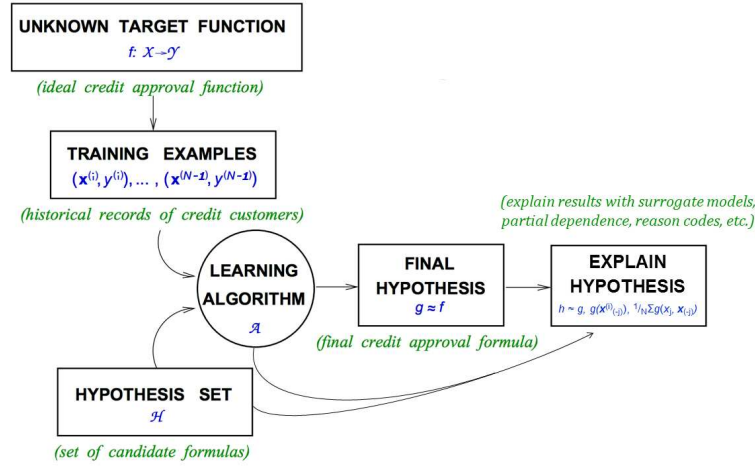 UNKNOWN TARGET FUNCTION
f: X→Y
(ideal credit approval function)
TRAINING EXAMPLES
(x⁽ⁱ⁾, y⁽ⁱ⁾), ... , (x⁽ᴺ⁻¹⁾, y⁽ᴺ⁻¹⁾)
(historical records of credit customers)
LEARNING
ALGORITHM
𝒜
FINAL
HYPOTHESIS
g ≈ f
(final credit approval formula)
(explain results with surrogate models,
partial dependence, reason codes, etc.)
EXPLAIN
HYPOTHESIS
h ~ g, g(x⁽ⁱ⁾₍₋ⱼ₎), ¹/NΣg(xⱼ, x₍₋ⱼ₎)
HYPOTHESIS SET
ℋ
(set of candidate formulas)